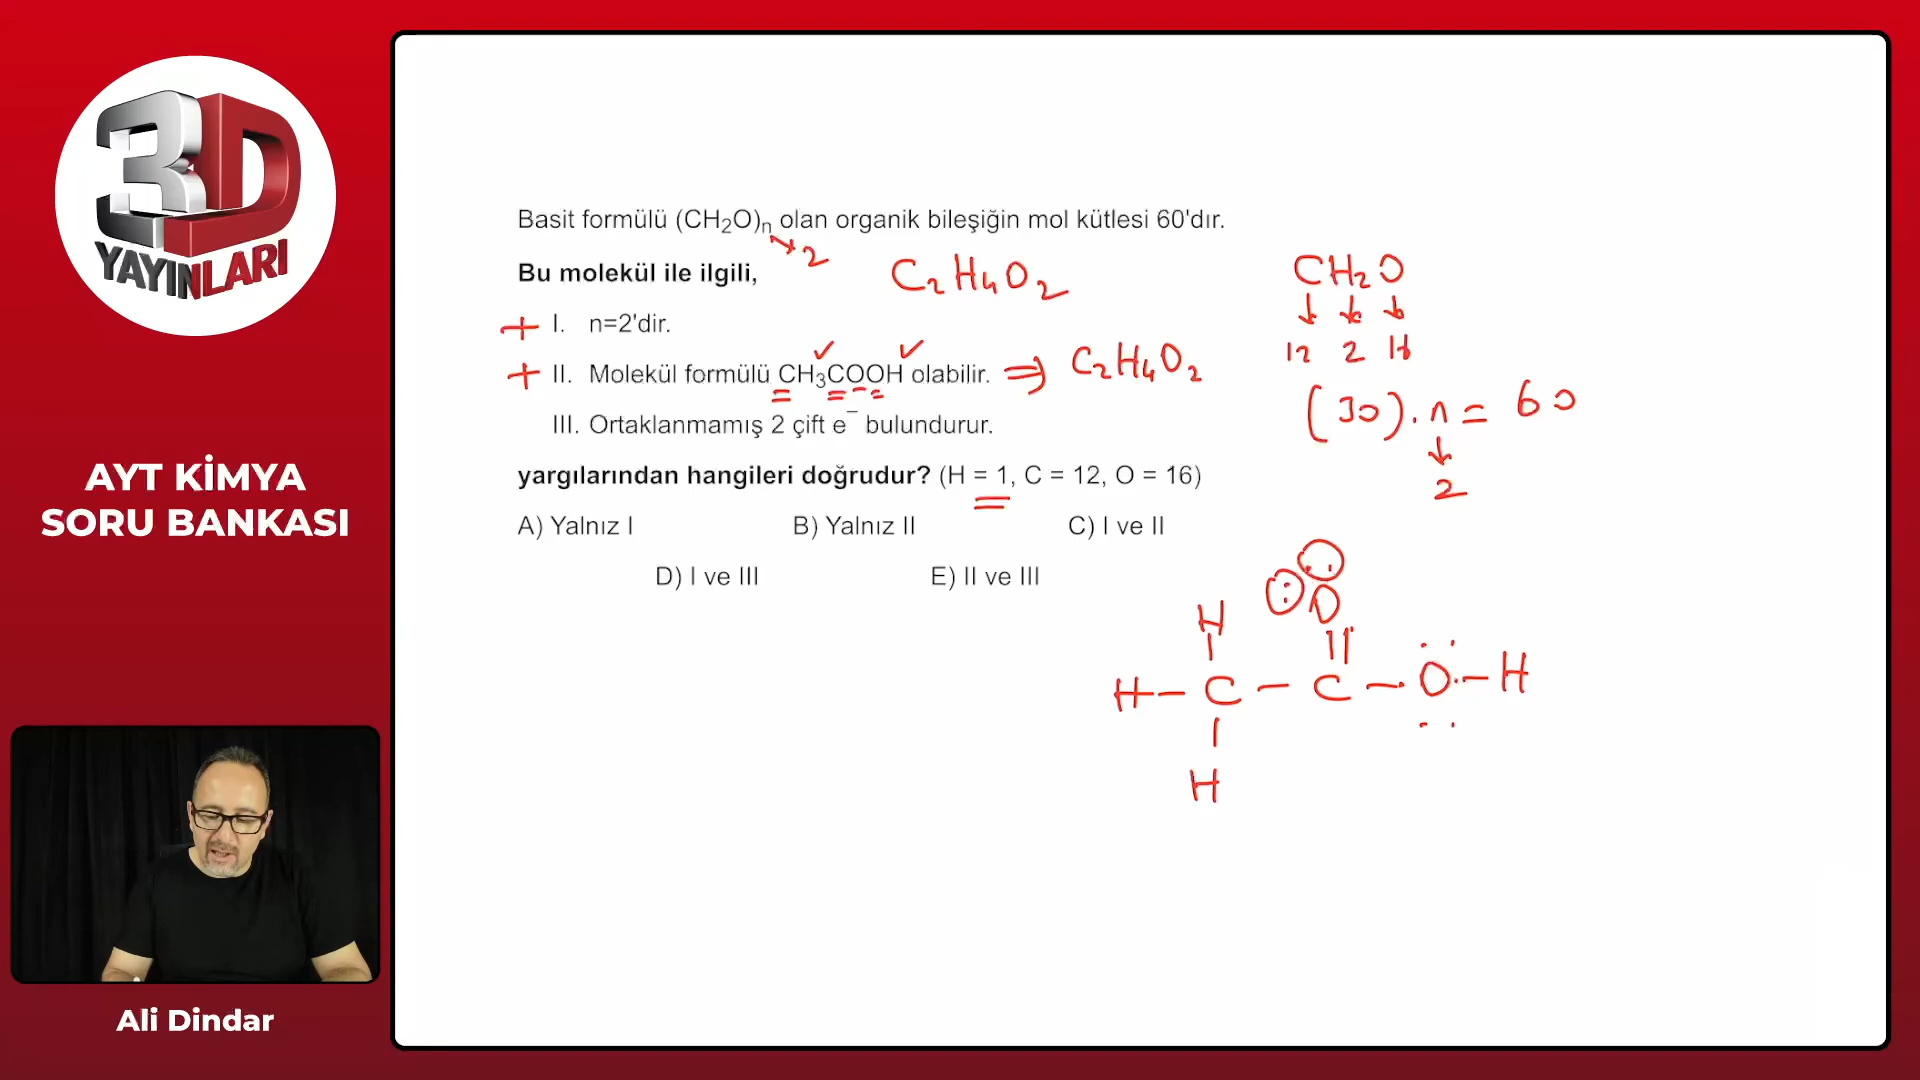 3D
YAYINLARI
AYT KİMYA
SORU BANKASI
Ali Dindar
Basit formülü (CH₂O)ₙ olan organik bileşiğin mol kütlesi 60'dır.
2
Bu molekül ile ilgili,
C₂H₄O₂
+ I. n=2'dir.
+ II. Molekül formülü CH₃COOH olabilir. ⇒ C₂H₄O₂
III. Ortaklanmamış 2 çift e⁻ bulundurur.
yargılarından hangileri doğrudur? (H = 1, C = 12, O = 16)
A) Yalnız I B) Yalnız II C) I ve II
D) I ve III E) II ve III
CH₂O
↓ ↓ ↓
12 2 16
(30).n = 60
↓
2
H O
H–C–C–O–H
H